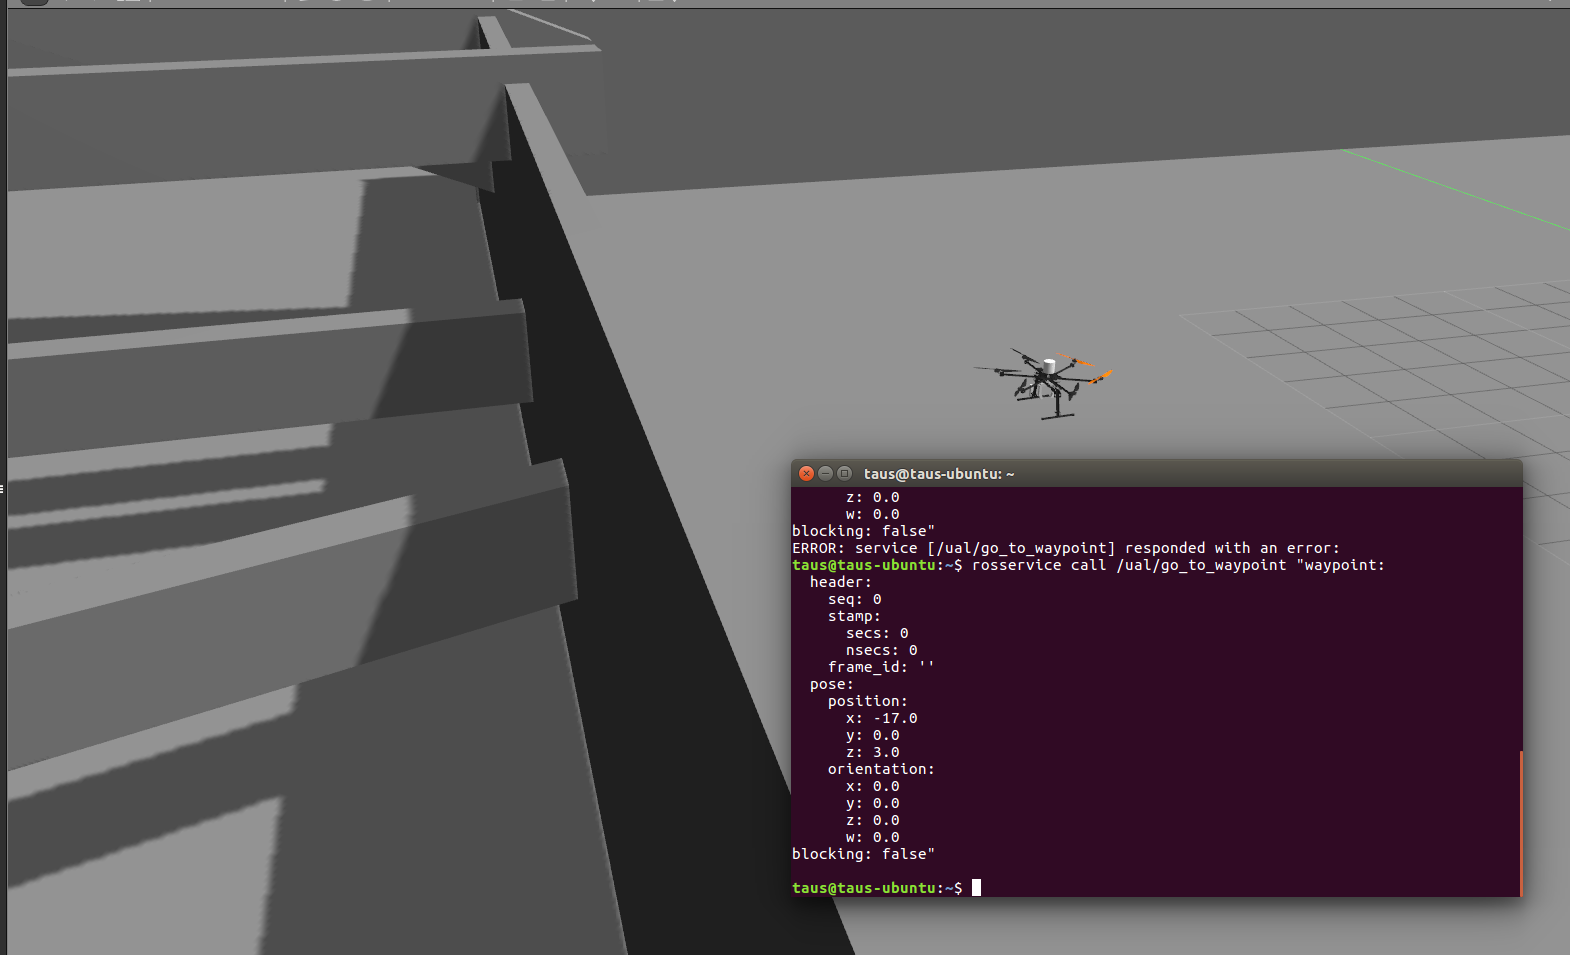 taus@taus-ubuntu: ~
z: 0.0
w: 0.0
blocking: false"
ERROR: service [/ual/go_to_waypoint] responded with an error:
taus@taus-ubuntu:~$ rosservice call /ual/go_to_waypoint "waypoint:
header:
seq: 0
stamp:
secs: 0
nsecs: 0
frame_id: ''
pose:
position:
x: -17.0
y: 0.0
z: 3.0
orientation:
x: 0.0
y: 0.0
z: 0.0
w: 0.0
blocking: false"
taus@taus-ubuntu:~$